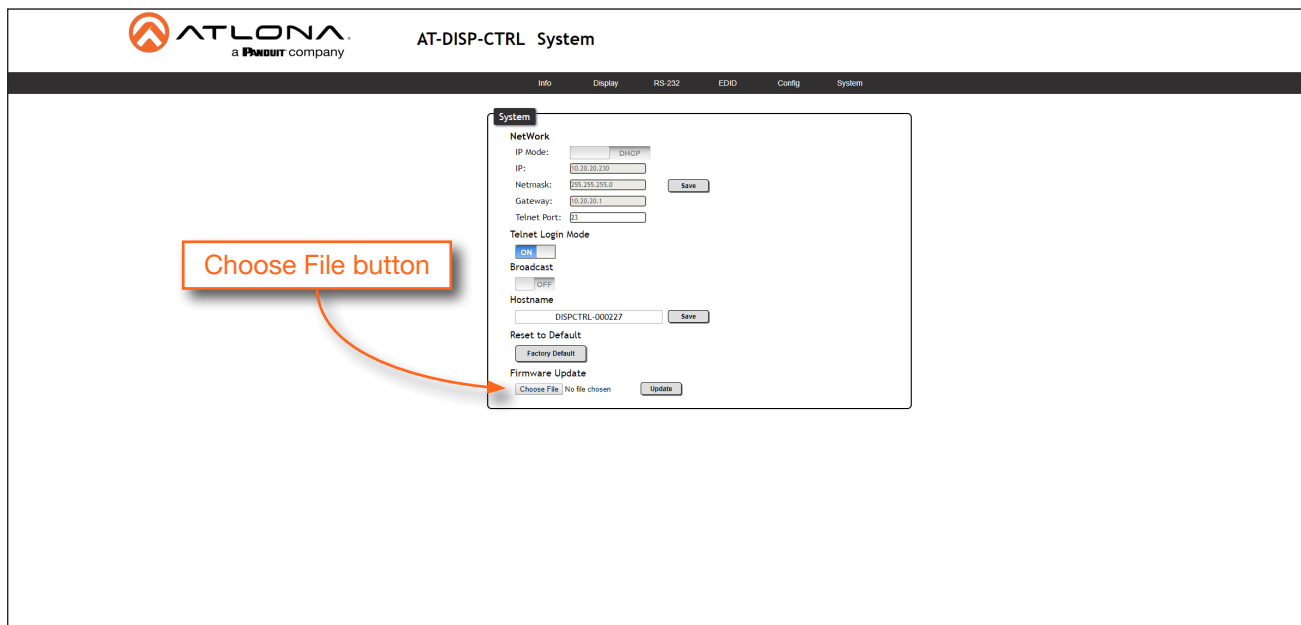 ATLONA.
a PANDUIT company
AT-DISP-CTRL System
Info Display RS-232 EDID Config System
System
NetWork
IP Mode: DHCP
IP: 10.20.20.230
Netmask: 255.255.255.0 Save
Gateway: 10.20.20.1
Telnet Port: 23
Telnet Login Mode
ON
Choose File button
Broadcast
OFF
Hostname
DISPCTRL-000227 Save
Reset to Default
Factory Default
Firmware Update
Choose File No file chosen Update